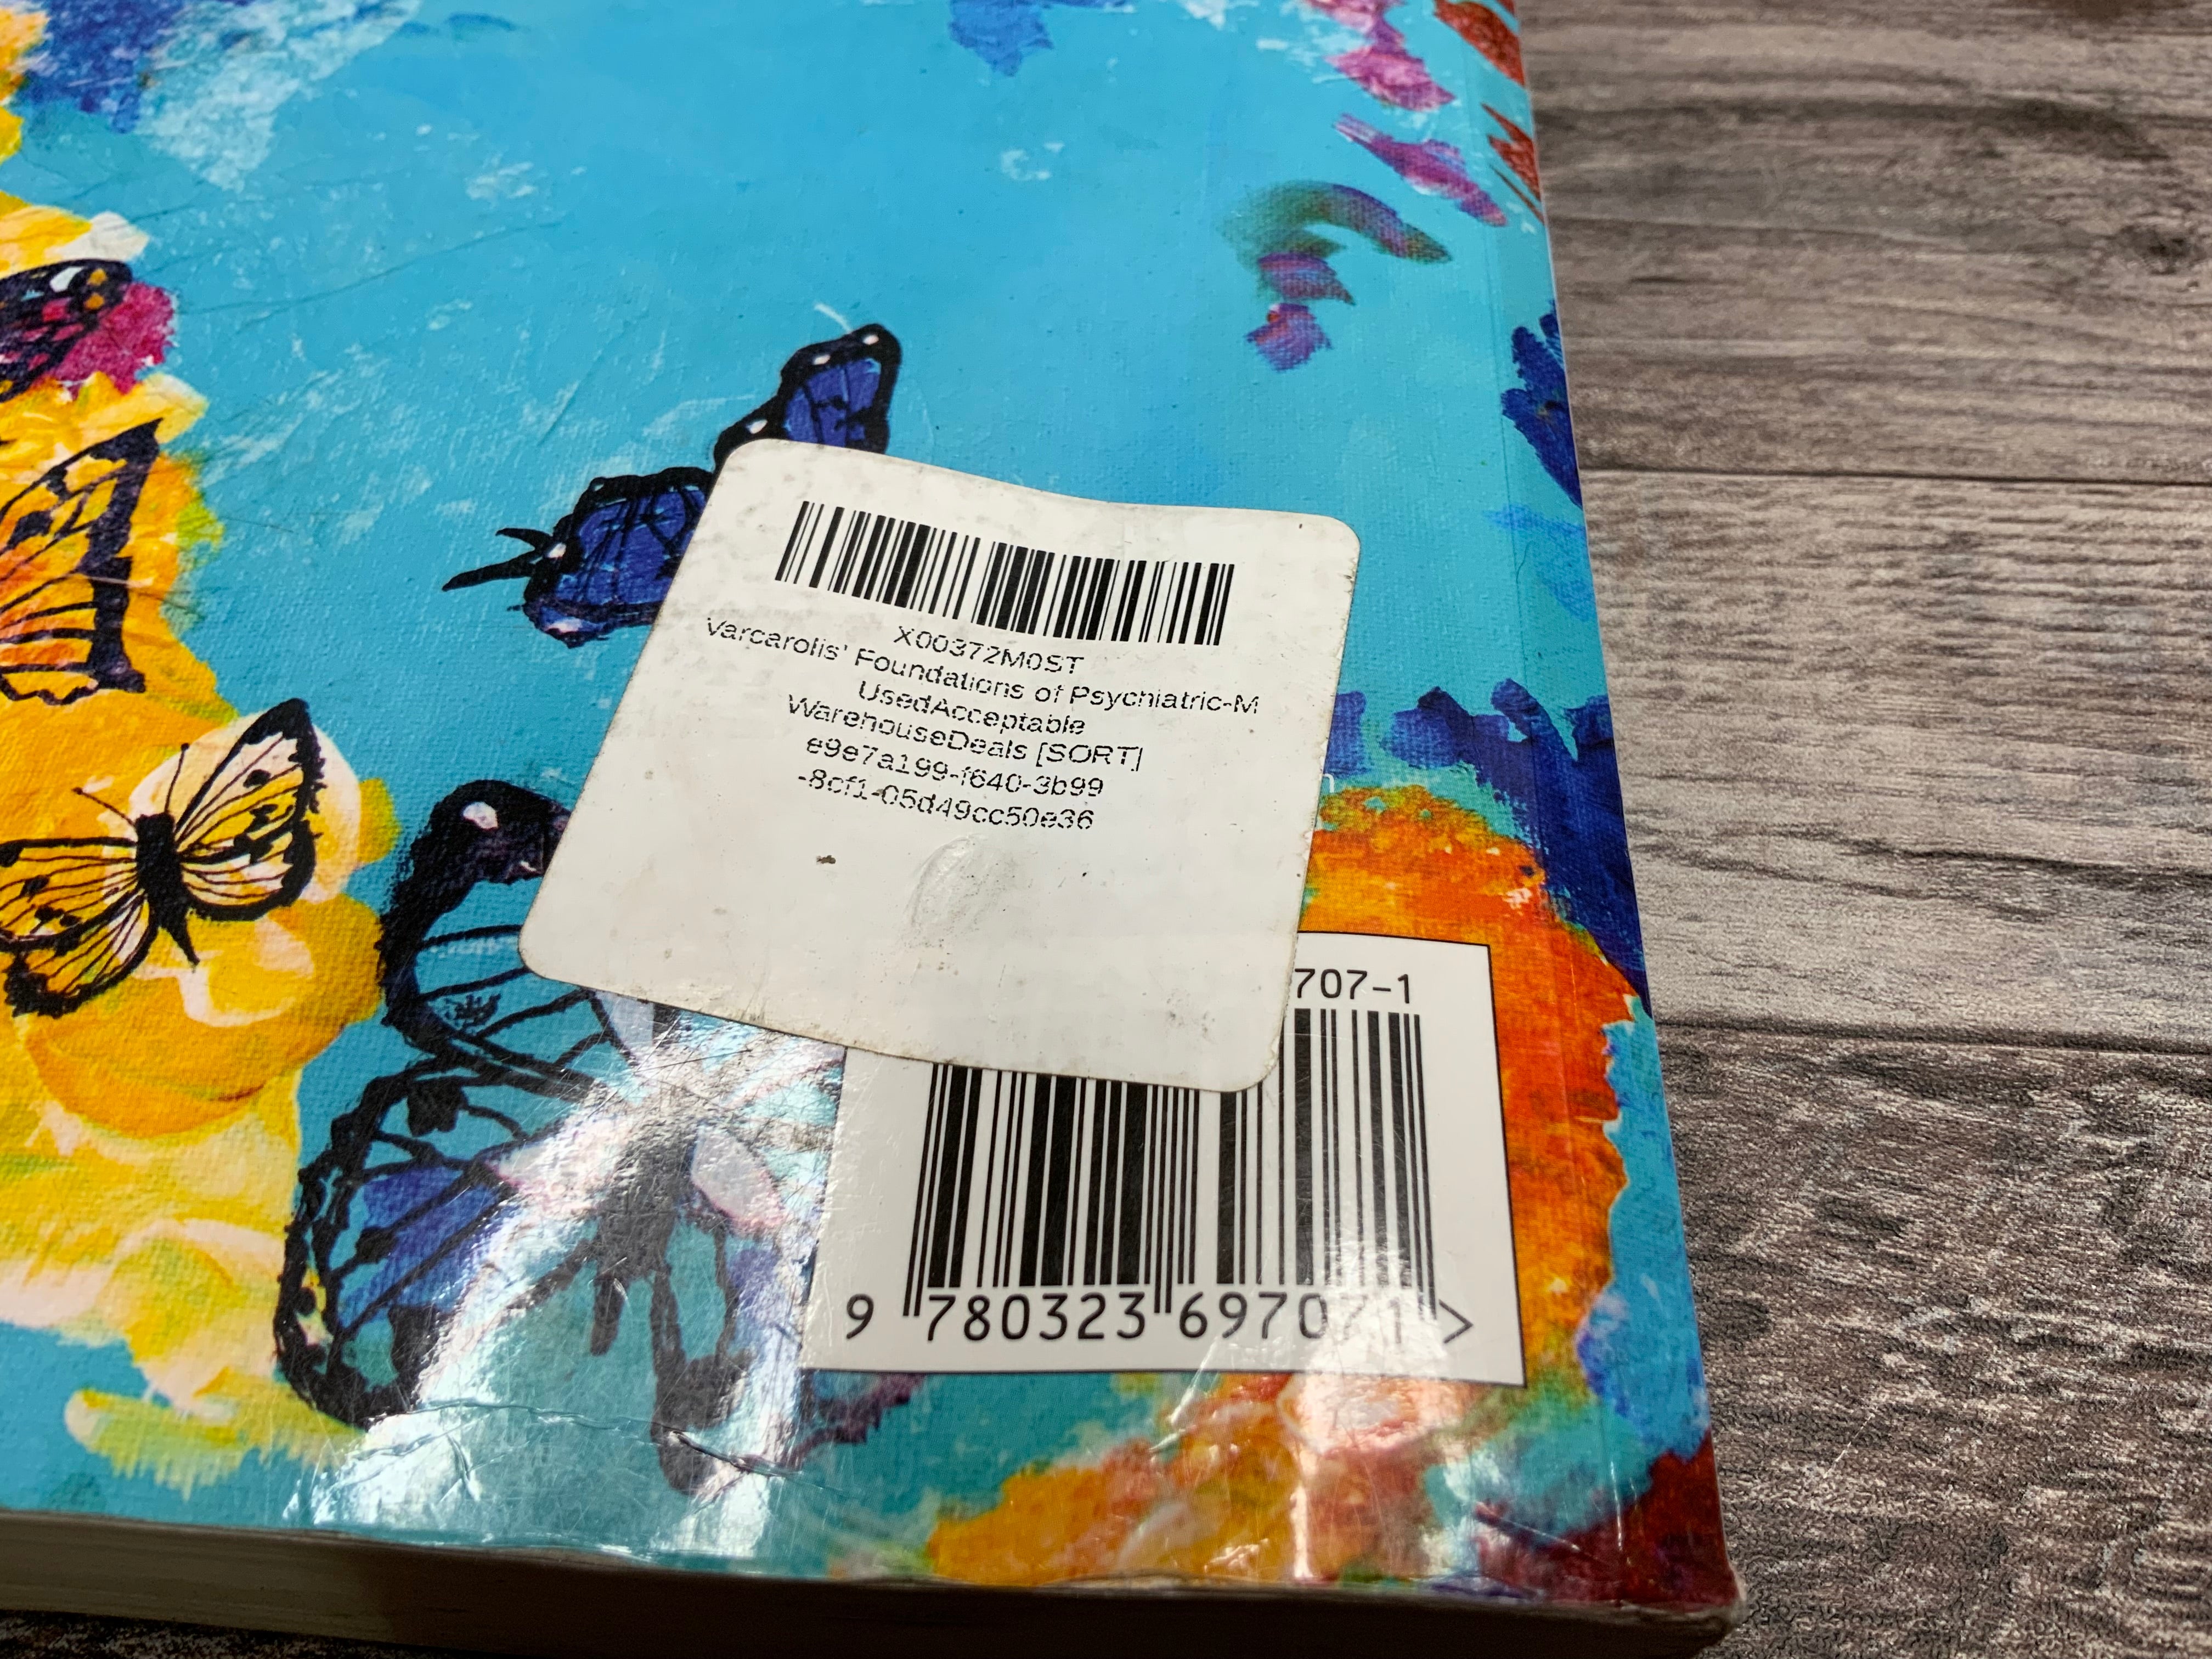 X00372M0ST
Varcarolis' Foundations of Psychiatric-M
UsedAcceptable
WarehouseDeals [SORT]
e9e7a199-f640-3b99
-8cf1-05d49cc50e36
707-1
9 780323 697071 >